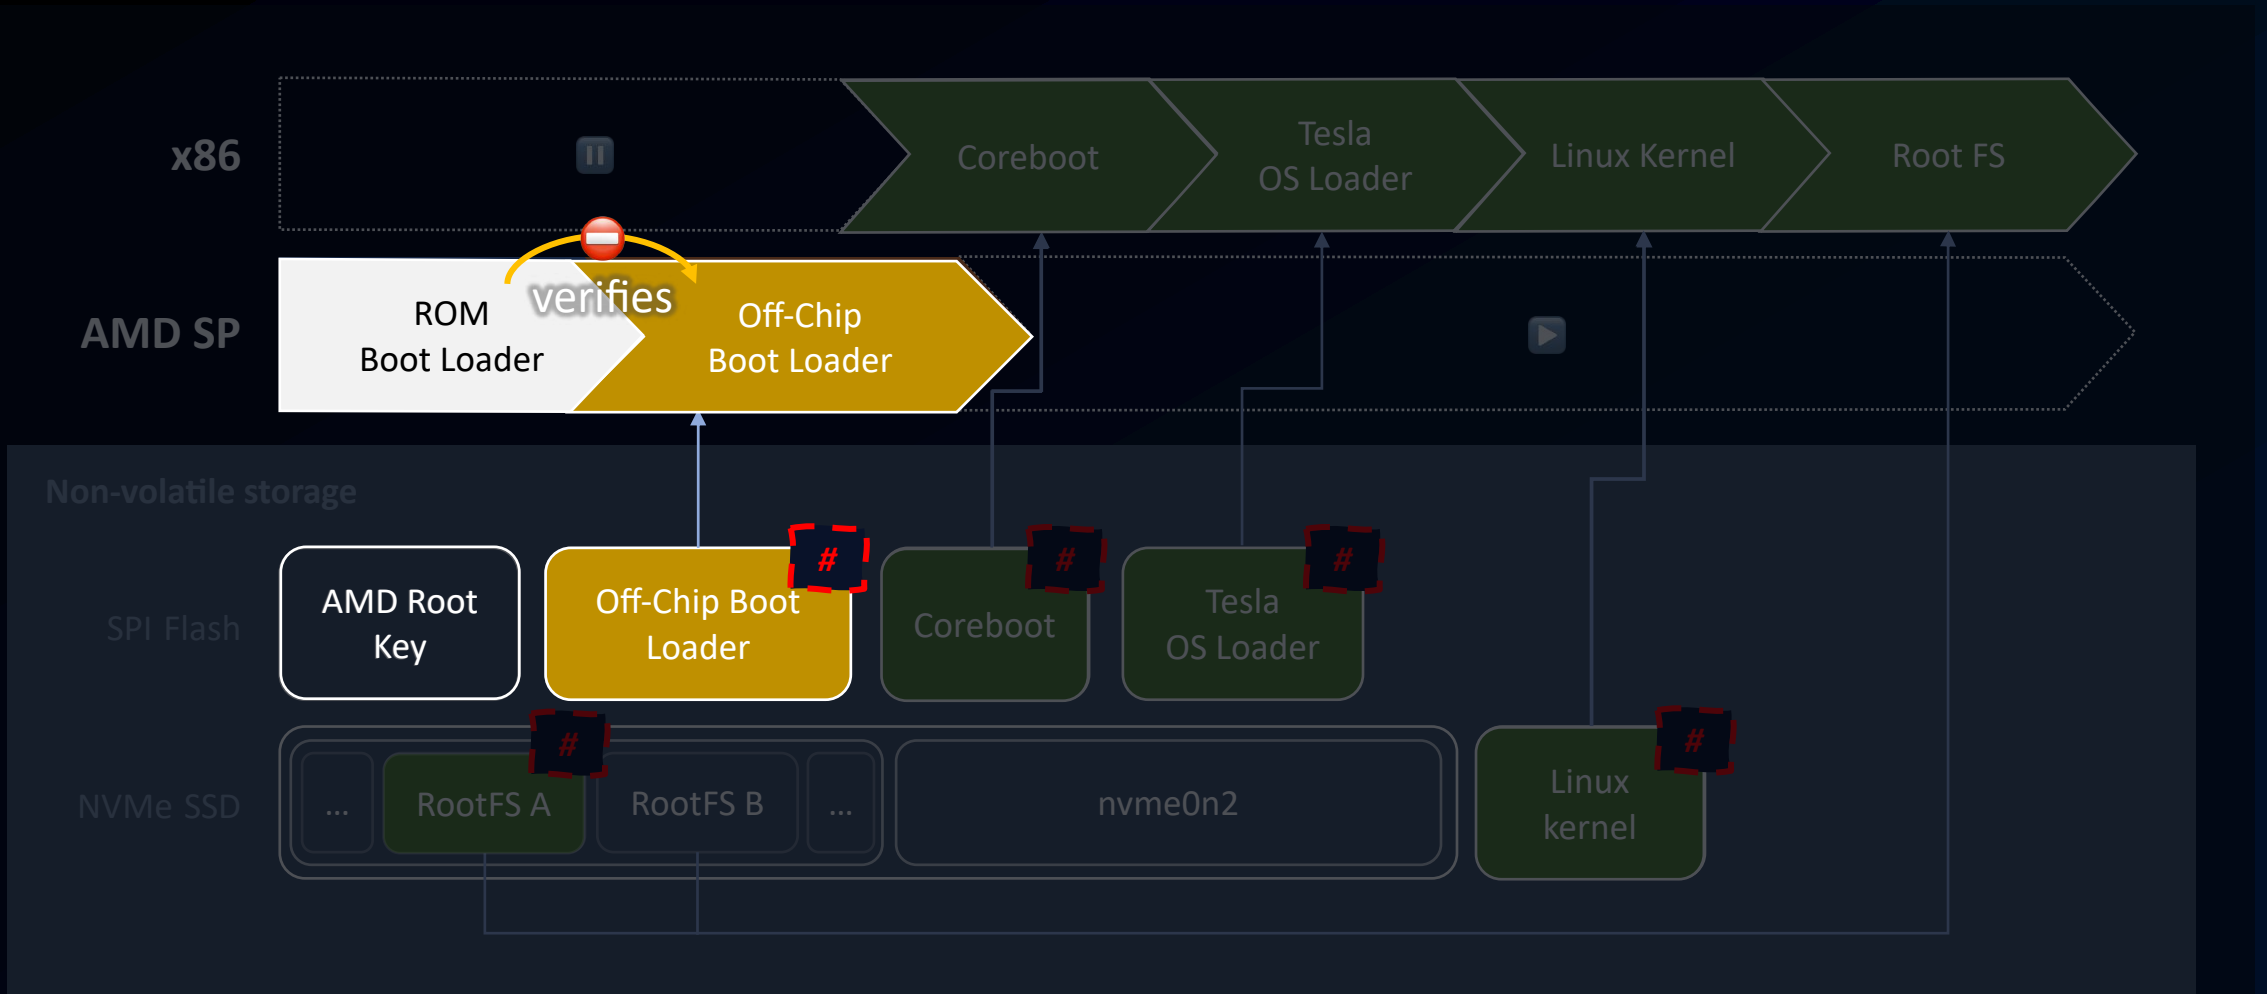 x86
Coreboot
Tesla
OS Loader
Linux Kernel
Root FS
AMD SP
ROM
Boot Loader
verifies
Off-Chip
Boot Loader
Non-volatile storage
SPI Flash
AMD Root
Key
Off-Chip Boot
Loader
#
Coreboot
#
Tesla
OS Loader
#
NVMe SSD
...
RootFS A
#
RootFS B
...
nvme0n2
Linux
kernel
#